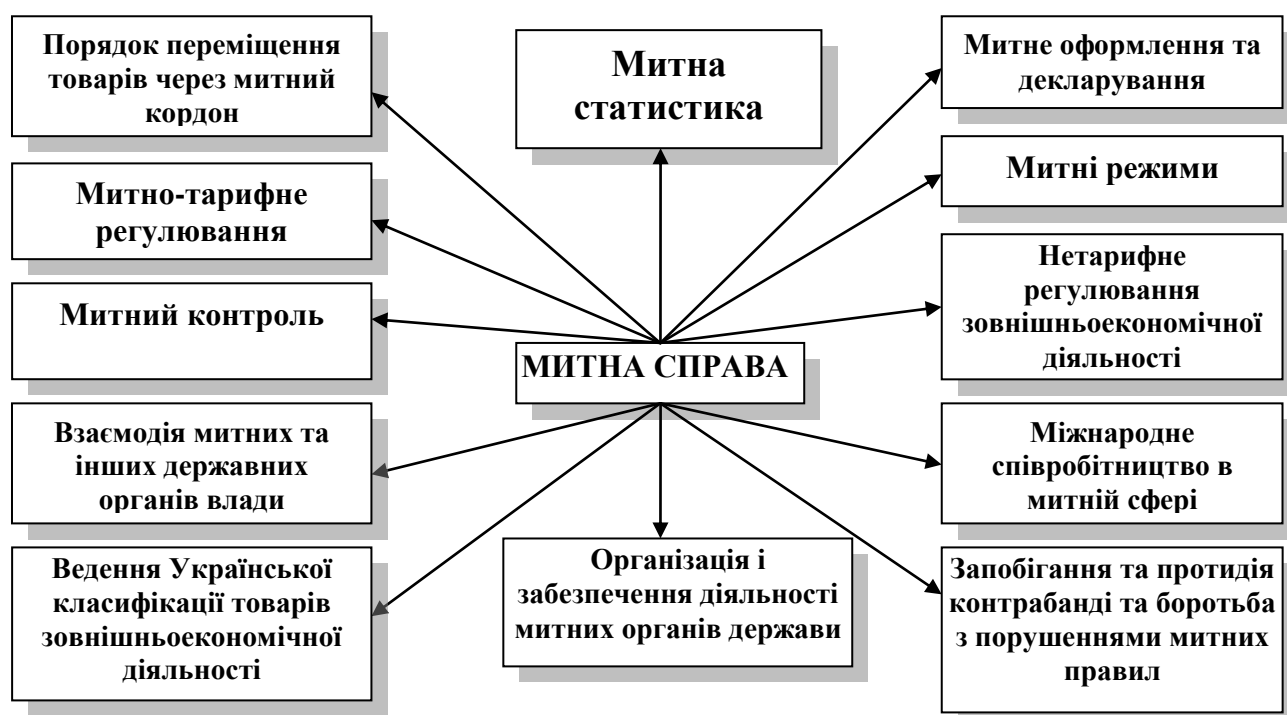 Порядок переміщення
товарів через митний
кордон
Митна
статистика
Митне оформлення та
декларування
Митно-тарифне
регулювання
Митні режими
Митний контроль
Нетарифне
регулювання
зовнішньоекономічної
діяльності
МИТНА СПРАВА
Взаємодія митних та
інших державних
органів влади
Міжнародне
співробітництво в
митній сфері
Ведення Української
класифікації товарів
зовнішньоекономічної
діяльності
Організація і
забезпечення діяльності
митних органів держави
Запобігання та протидія
контрабанді та боротьба
з порушеннями митних
правил